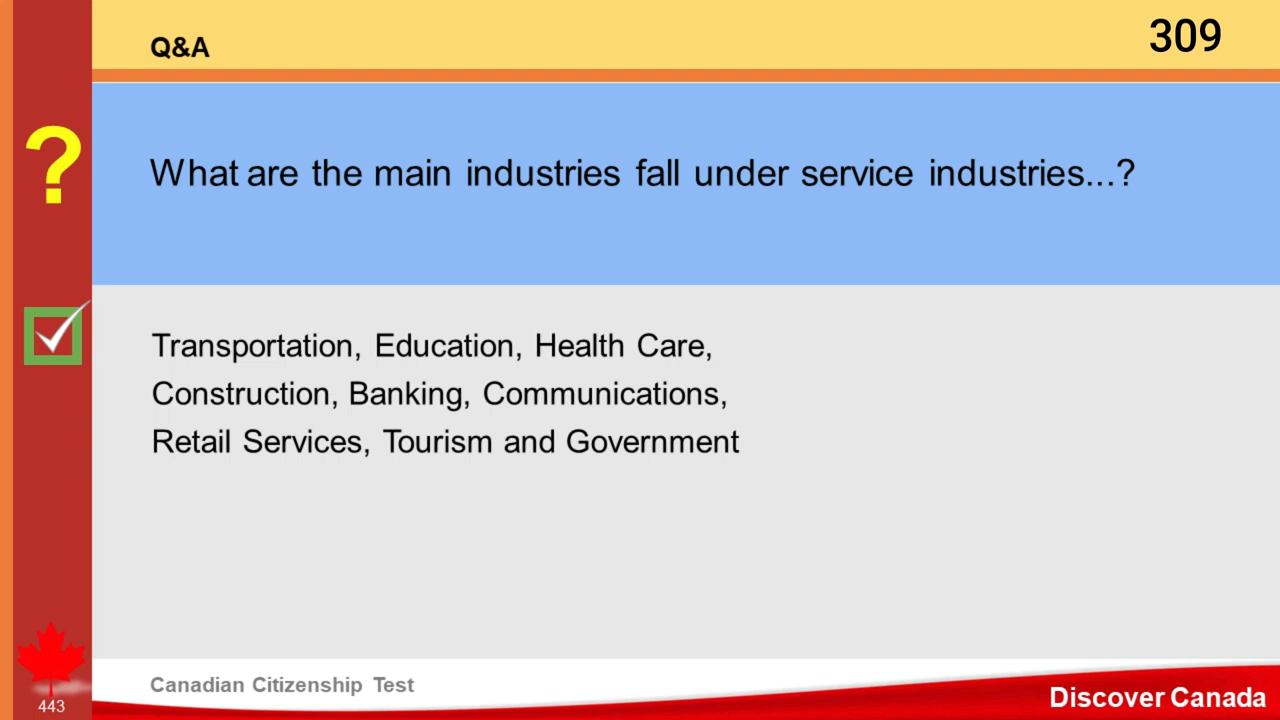 Q&A
309
?
What are the main industries fall under service industries...?
Transportation, Education, Health Care,
Construction, Banking, Communications,
Retail Services, Tourism and Government
Canadian Citizenship Test
Discover Canada
443